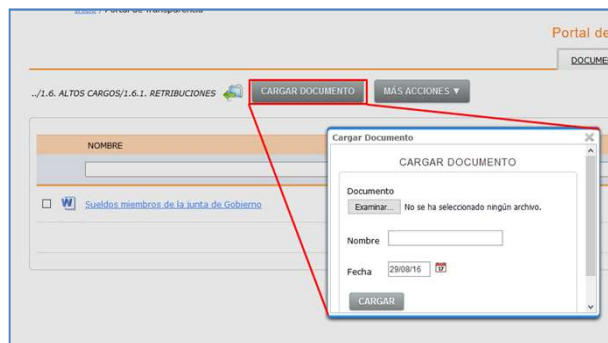 Inicio / Portal de Transparencia
Portal de
DOCUME
../1.6. ALTOS CARGOS/1.6.1. RETRIBUCIONES
CARGAR DOCUMENTO
MÁS ACCIONES ▼
NOMBRE
Sueldos miembros de la junta de Gobierno
Cargar Documento
CARGAR DOCUMENTO
Documento
Examinar... No se ha seleccionado ningún archivo.
Nombre
Fecha 29/08/16
CARGAR